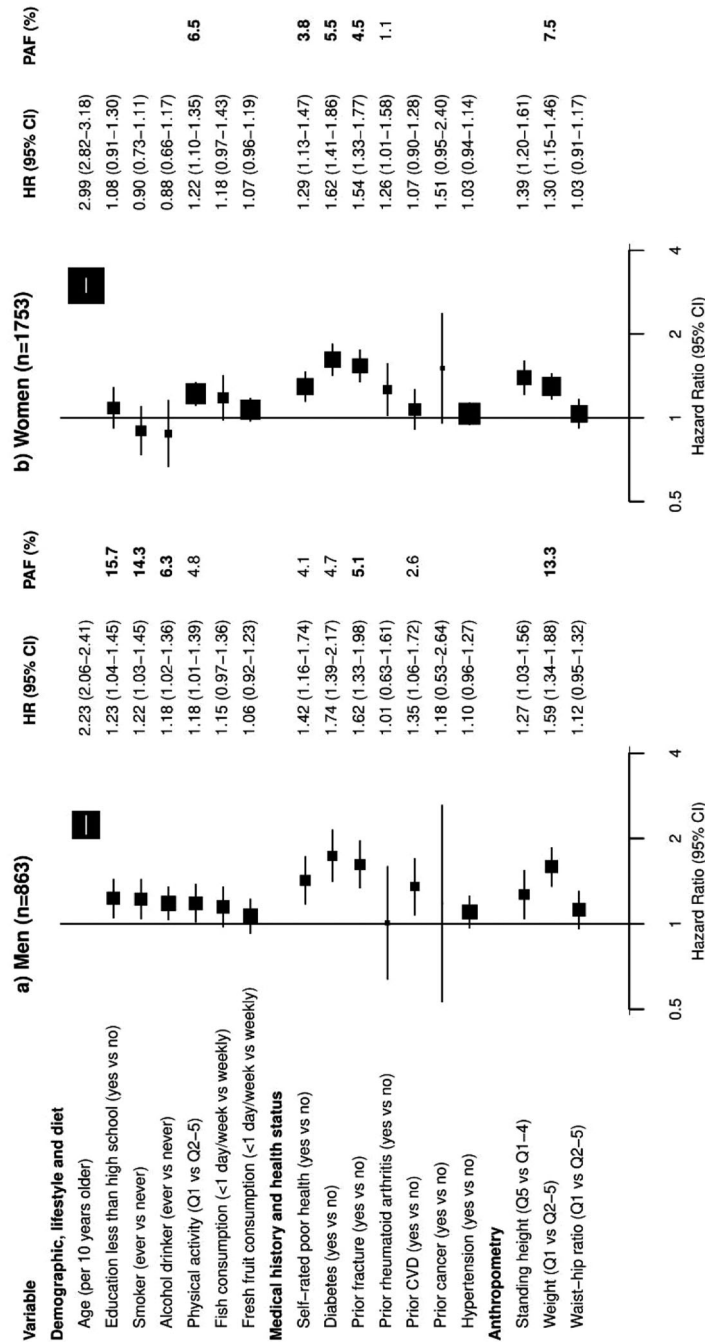 a) Men (n=863) b) Women (n=1753)
Variable HR (95% CI) PAF (%) HR (95% CI) PAF (%)
Demographic, lifestyle and diet
Age (per 10 years older) 2.23 (2.06−2.41) 2.99 (2.82−3.18)
Education less than high school (yes vs no) 1.23 (1.04−1.45) 15.7 1.08 (0.91−1.30)
Smoker (ever vs never) 1.22 (1.03−1.45) 14.3 0.90 (0.73−1.11)
Alcohol drinker (ever vs never) 1.18 (1.02−1.36) 6.3 0.88 (0.66−1.17)
Physical activity (Q1 vs Q2−5) 1.18 (1.01−1.39) 4.8 1.22 (1.10−1.35) 6.5
Fish consumption (<1 day/week vs weekly) 1.15 (0.97−1.36) 1.18 (0.97−1.43)
Fresh fruit consumption (<1 day/week vs weekly) 1.06 (0.92−1.23) 1.07 (0.96−1.19)
Medical history and health status
Self−rated poor health (yes vs no) 1.42 (1.16−1.74) 4.1 1.29 (1.13−1.47) 3.8
Diabetes (yes vs no) 1.74 (1.39−2.17) 4.7 1.62 (1.41−1.86) 5.5
Prior fracture (yes vs no) 1.62 (1.33−1.98) 5.1 1.54 (1.33−1.77) 4.5
Prior rheumatoid arthritis (yes vs no) 1.01 (0.63−1.61) 1.26 (1.01−1.58) 1.1
Prior CVD (yes vs no) 1.35 (1.06−1.72) 2.6 1.07 (0.90−1.28)
Prior cancer (yes vs no) 1.18 (0.53−2.64) 1.51 (0.95−2.40)
Hypertension (yes vs no) 1.10 (0.96−1.27) 1.03 (0.94−1.14)
Anthropometry
Standing height (Q5 vs Q1−4) 1.27 (1.03−1.56) 1.39 (1.20−1.61)
Weight (Q1 vs Q2−5) 1.59 (1.34−1.88) 13.3 1.30 (1.15−1.46) 7.5
Waist−hip ratio (Q1 vs Q2−5) 1.12 (0.95−1.32) 1.03 (0.91−1.17)
0.5 1 2 4 0.5 1 2 4
Hazard Ratio (95% CI) Hazard Ratio (95% CI)